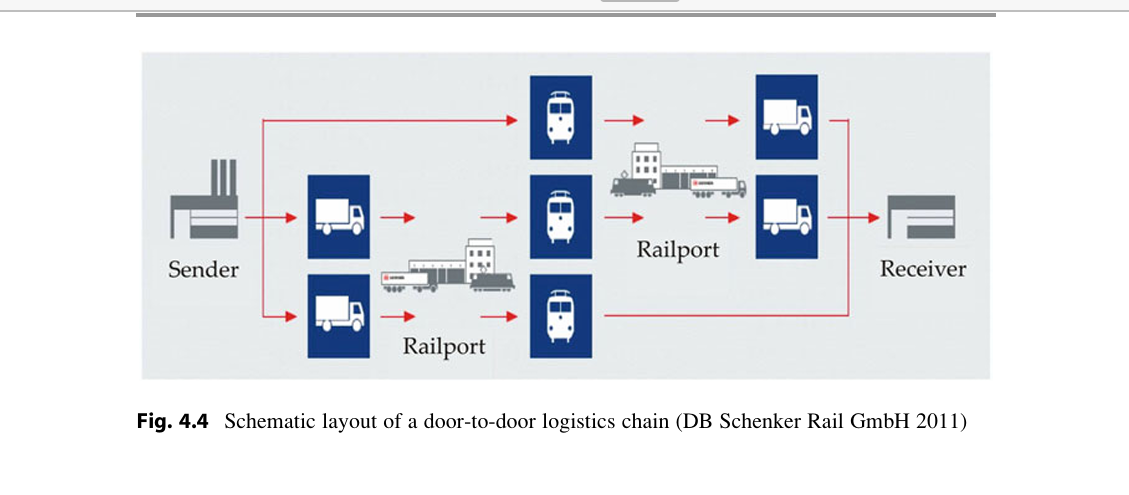 Sender
Railport
Railport
Receiver
Fig. 4.4 Schematic layout of a door-to-door logistics chain (DB Schenker Rail GmbH 2011)